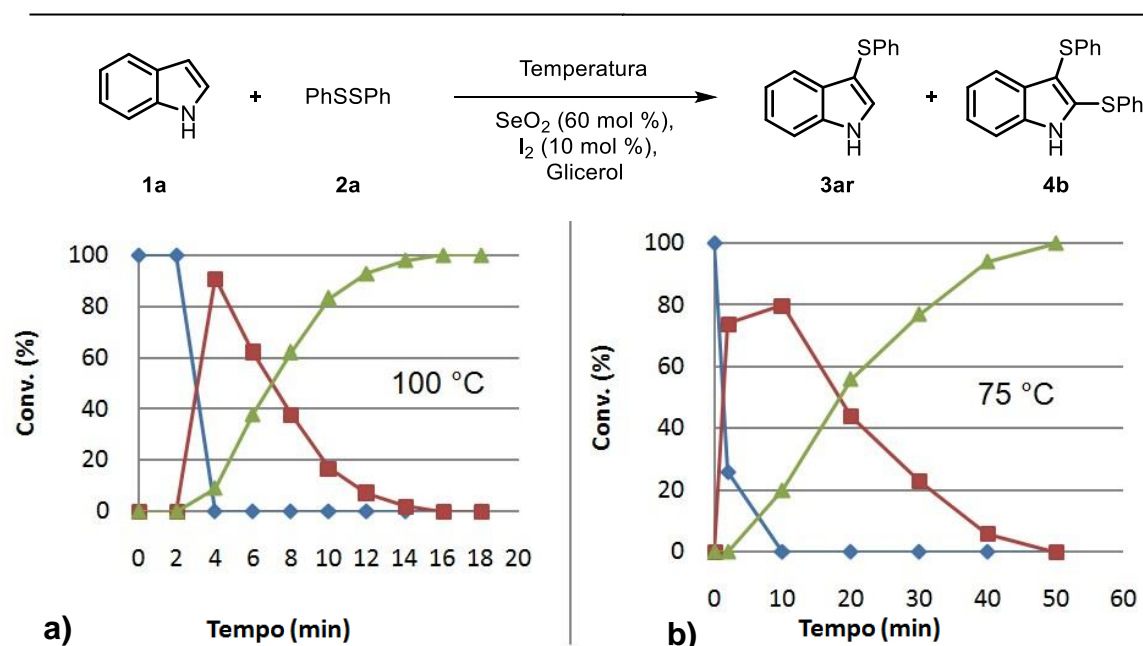 SPh
SPh
Temperatura
+
PhSSPh
+
SPh
N
H
SeO₂ (60 mol %),
N
H
N
H
I₂ (10 mol %),
Glicerol
1a
2a
3ar
4b
100
80
60
40
20
0
0 2 4 6 8 10 12 14 16 18 20
Conv. (%)
100 °C
a)
Tempo (min)
100
80
60
40
20
0
0 10 20 30 40 50 60
Conv. (%)
75 °C
b)
Tempo (min)